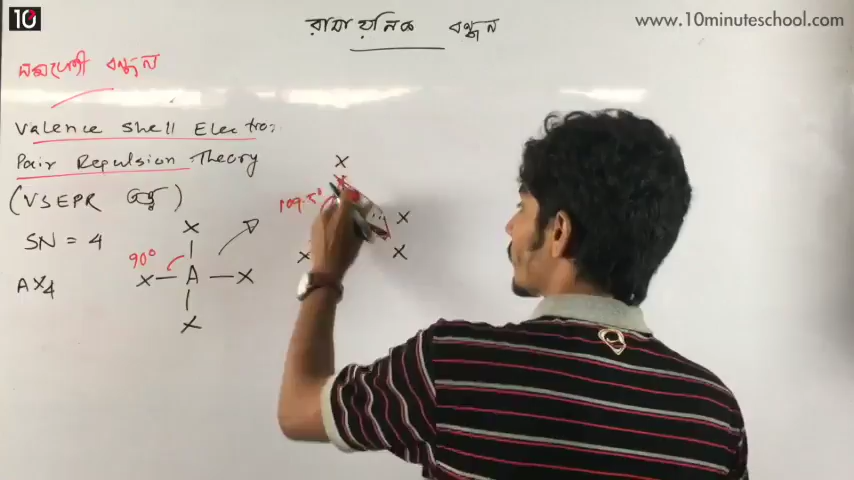 10
www.10minuteschool.com
রাসায়নিক বন্ধন
সমযোজী বন্ধন
Valence Shell Electron
Pair Repulsion Theory
(VSEPR তত্ত্ব)
SN = 4
AX4
90°
X
X — A — X
X
109.5°
X
X
X
X